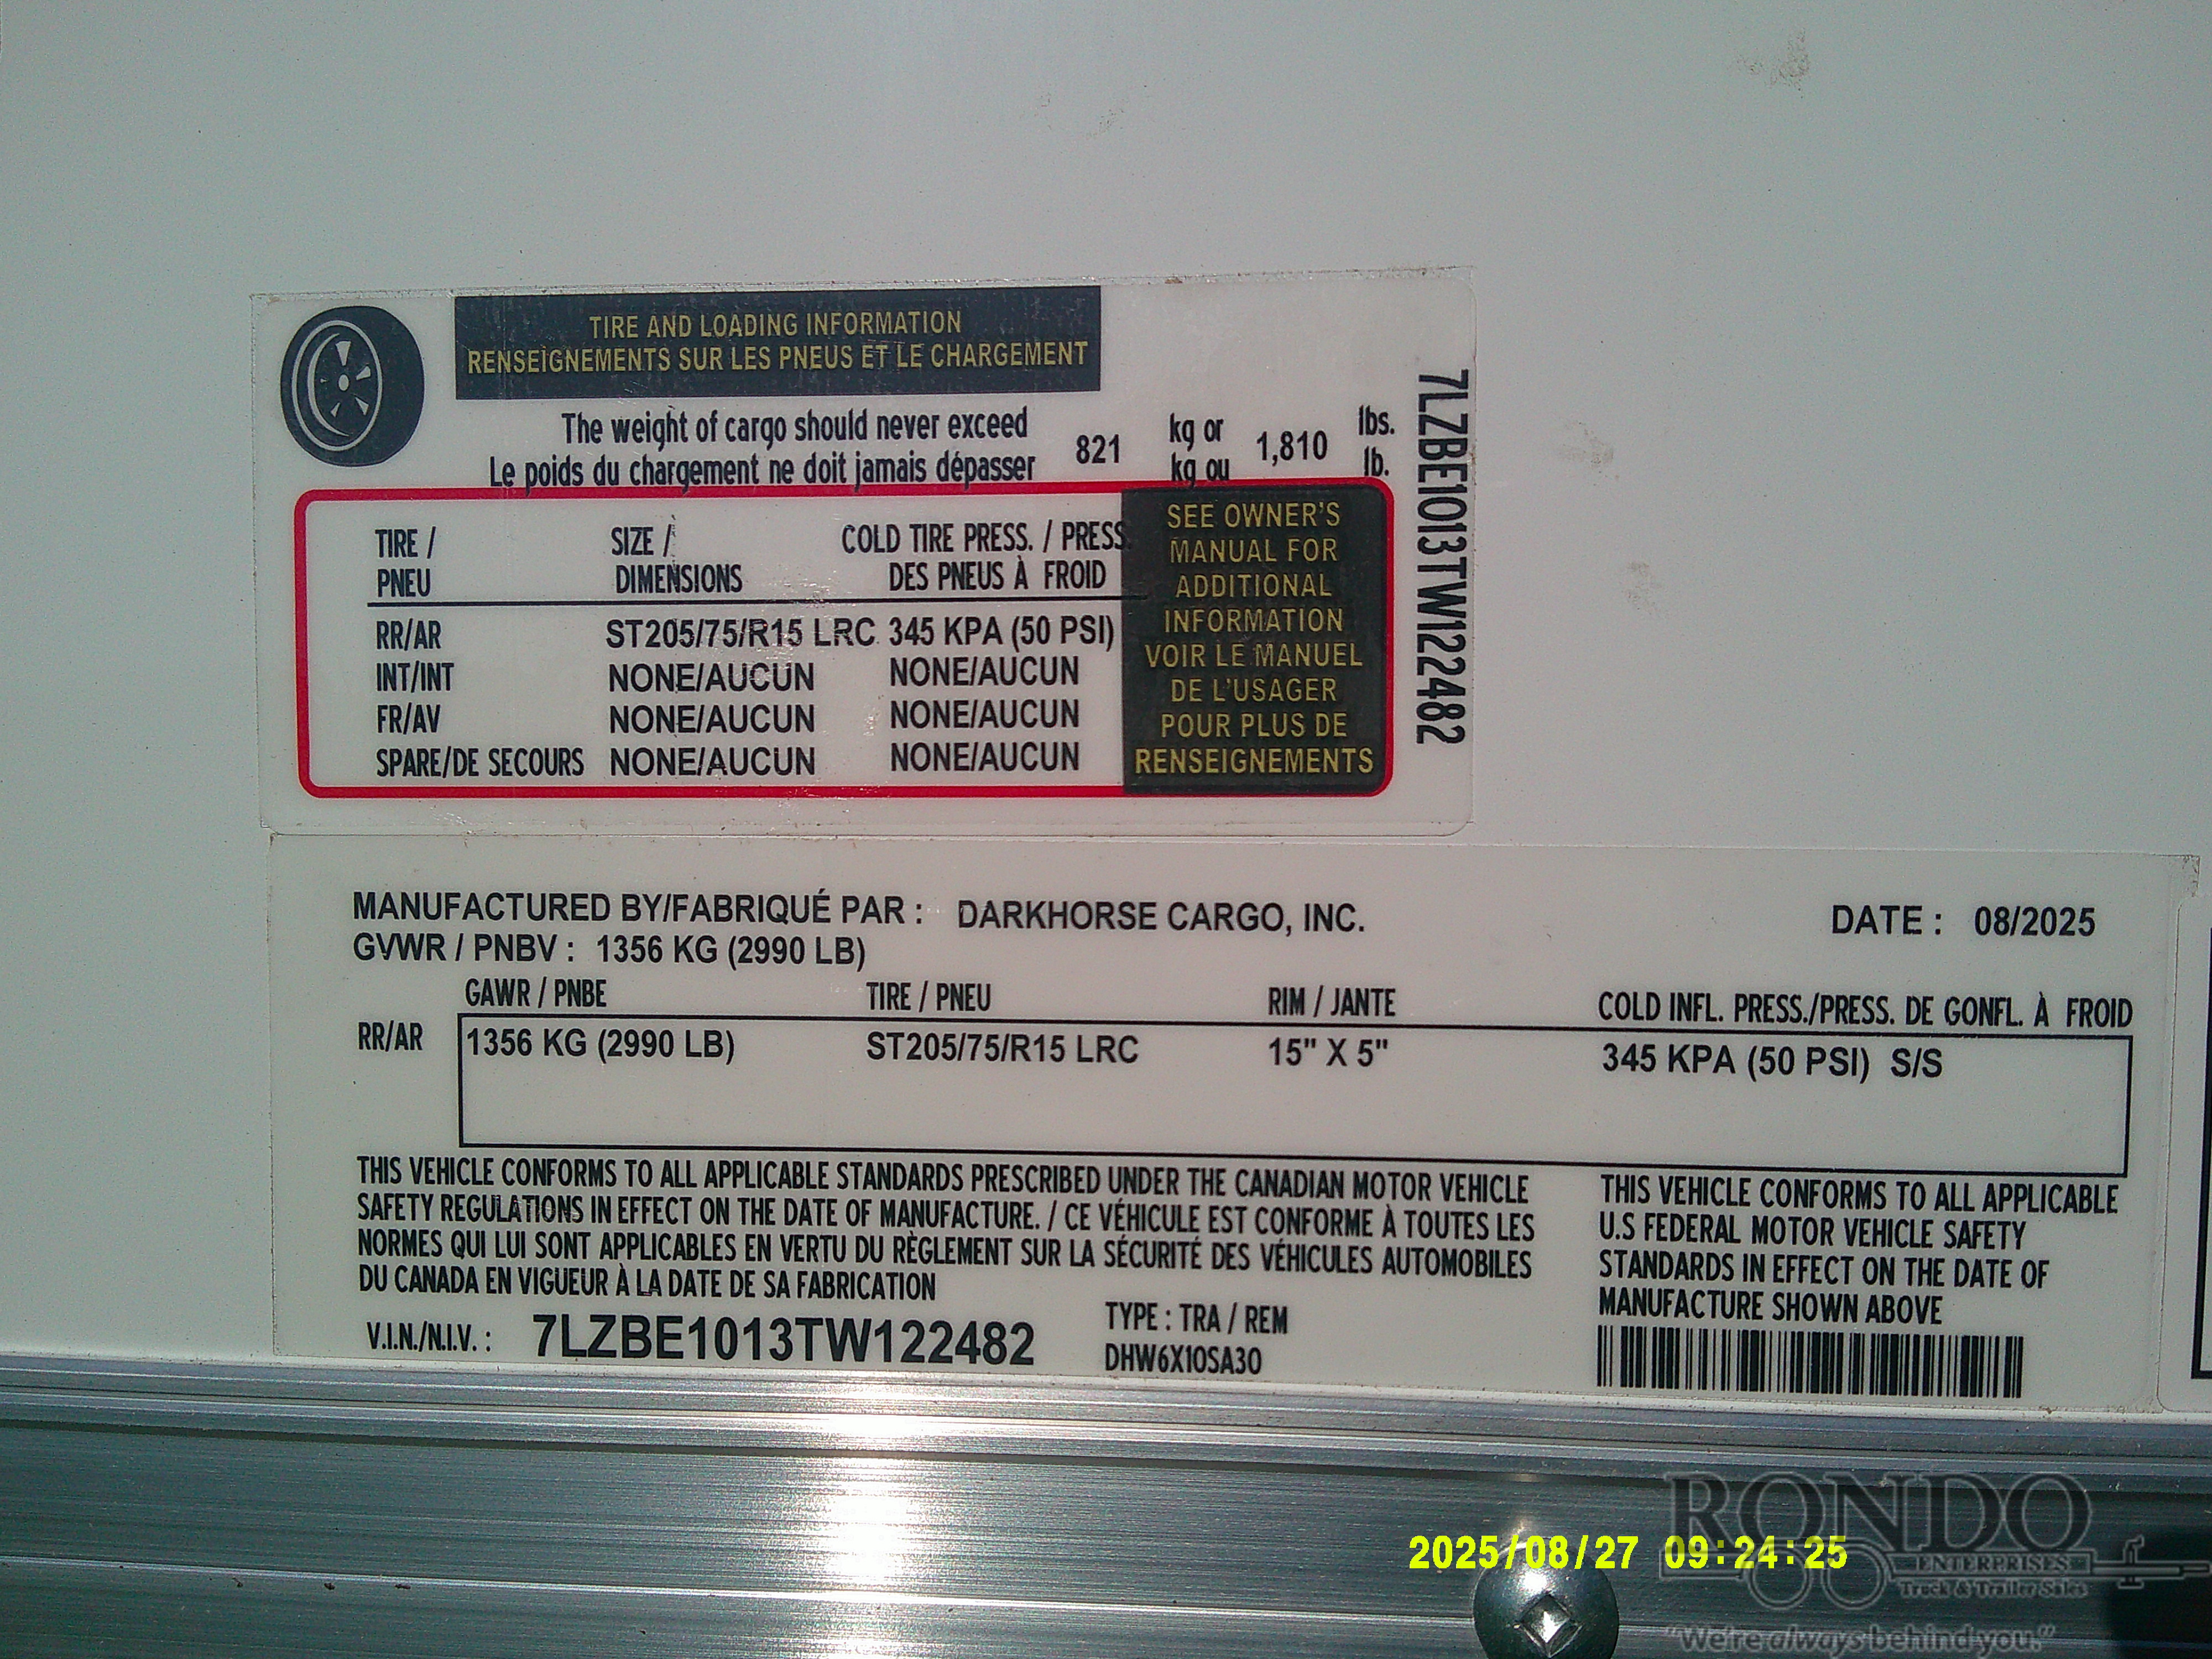 TIRE AND LOADING INFORMATION
RENSEIGNEMENTS SUR LES PNEUS ET LE CHARGEMENT
The weight of cargo should never exceed 821 kg or 1,810 lbs.
Le poids du chargement ne doit jamais dépasser kg ou lb.
TIRE / SIZE / COLD TIRE PRESS. / PRESS.
PNEU DIMENSIONS DES PNEUS À FROID
RR/AR ST205/75/R15 LRC 345 KPA (50 PSI)
INT/INT NONE/AUCUN NONE/AUCUN
FR/AV NONE/AUCUN NONE/AUCUN
SPARE/DE SECOURS NONE/AUCUN NONE/AUCUN
SEE OWNER'S
MANUAL FOR
ADDITIONAL
INFORMATION
VOIR LE MANUEL
DE L'USAGER
POUR PLUS DE
RENSEIGNEMENTS
7LZBE1013TW122482
MANUFACTURED BY/FABRIQUÉ PAR : DARKHORSE CARGO, INC. DATE : 08/2025
GVWR / PNBV : 1356 KG (2990 LB)
GAWR / PNBE TIRE / PNEU RIM / JANTE COLD INFL. PRESS./PRESS. DE GONFL. À FROID
RR/AR 1356 KG (2990 LB) ST205/75/R15 LRC 15" X 5" 345 KPA (50 PSI) S/S
THIS VEHICLE CONFORMS TO ALL APPLICABLE STANDARDS PRESCRIBED UNDER THE CANADIAN MOTOR VEHICLE
SAFETY REGULATIONS IN EFFECT ON THE DATE OF MANUFACTURE. / CE VÉHICULE EST CONFORME À TOUTES LES
NORMES QUI LUI SONT APPLICABLES EN VERTU DU RÈGLEMENT SUR LA SÉCURITÉ DES VÉHICULES AUTOMOBILES
DU CANADA EN VIGUEUR À LA DATE DE SA FABRICATION
THIS VEHICLE CONFORMS TO ALL APPLICABLE
U.S FEDERAL MOTOR VEHICLE SAFETY
STANDARDS IN EFFECT ON THE DATE OF
MANUFACTURE SHOWN ABOVE
V.I.N./N.I.V. : 7LZBE1013TW122482
TYPE : TRA / REM
DHW6X10SA30
2025/08/27 09:24:25
RONDO
ENTERPRISES
Truck & Trailer Sales
"We're always behind you."